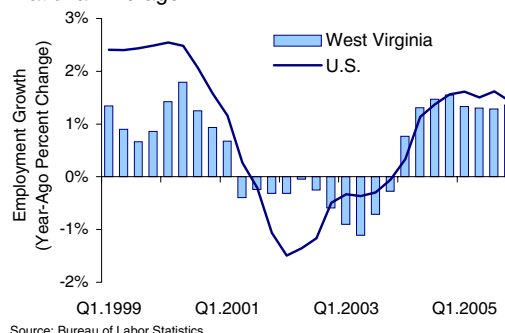 West Virginia
U.S.
Employment Growth
(Year-Ago Percent Change)
3%
2%
1%
0%
-1%
-2%
Q1.1999 Q1.2001 Q1.2003 Q1.2005
Source: Bureau of Labor Statistics